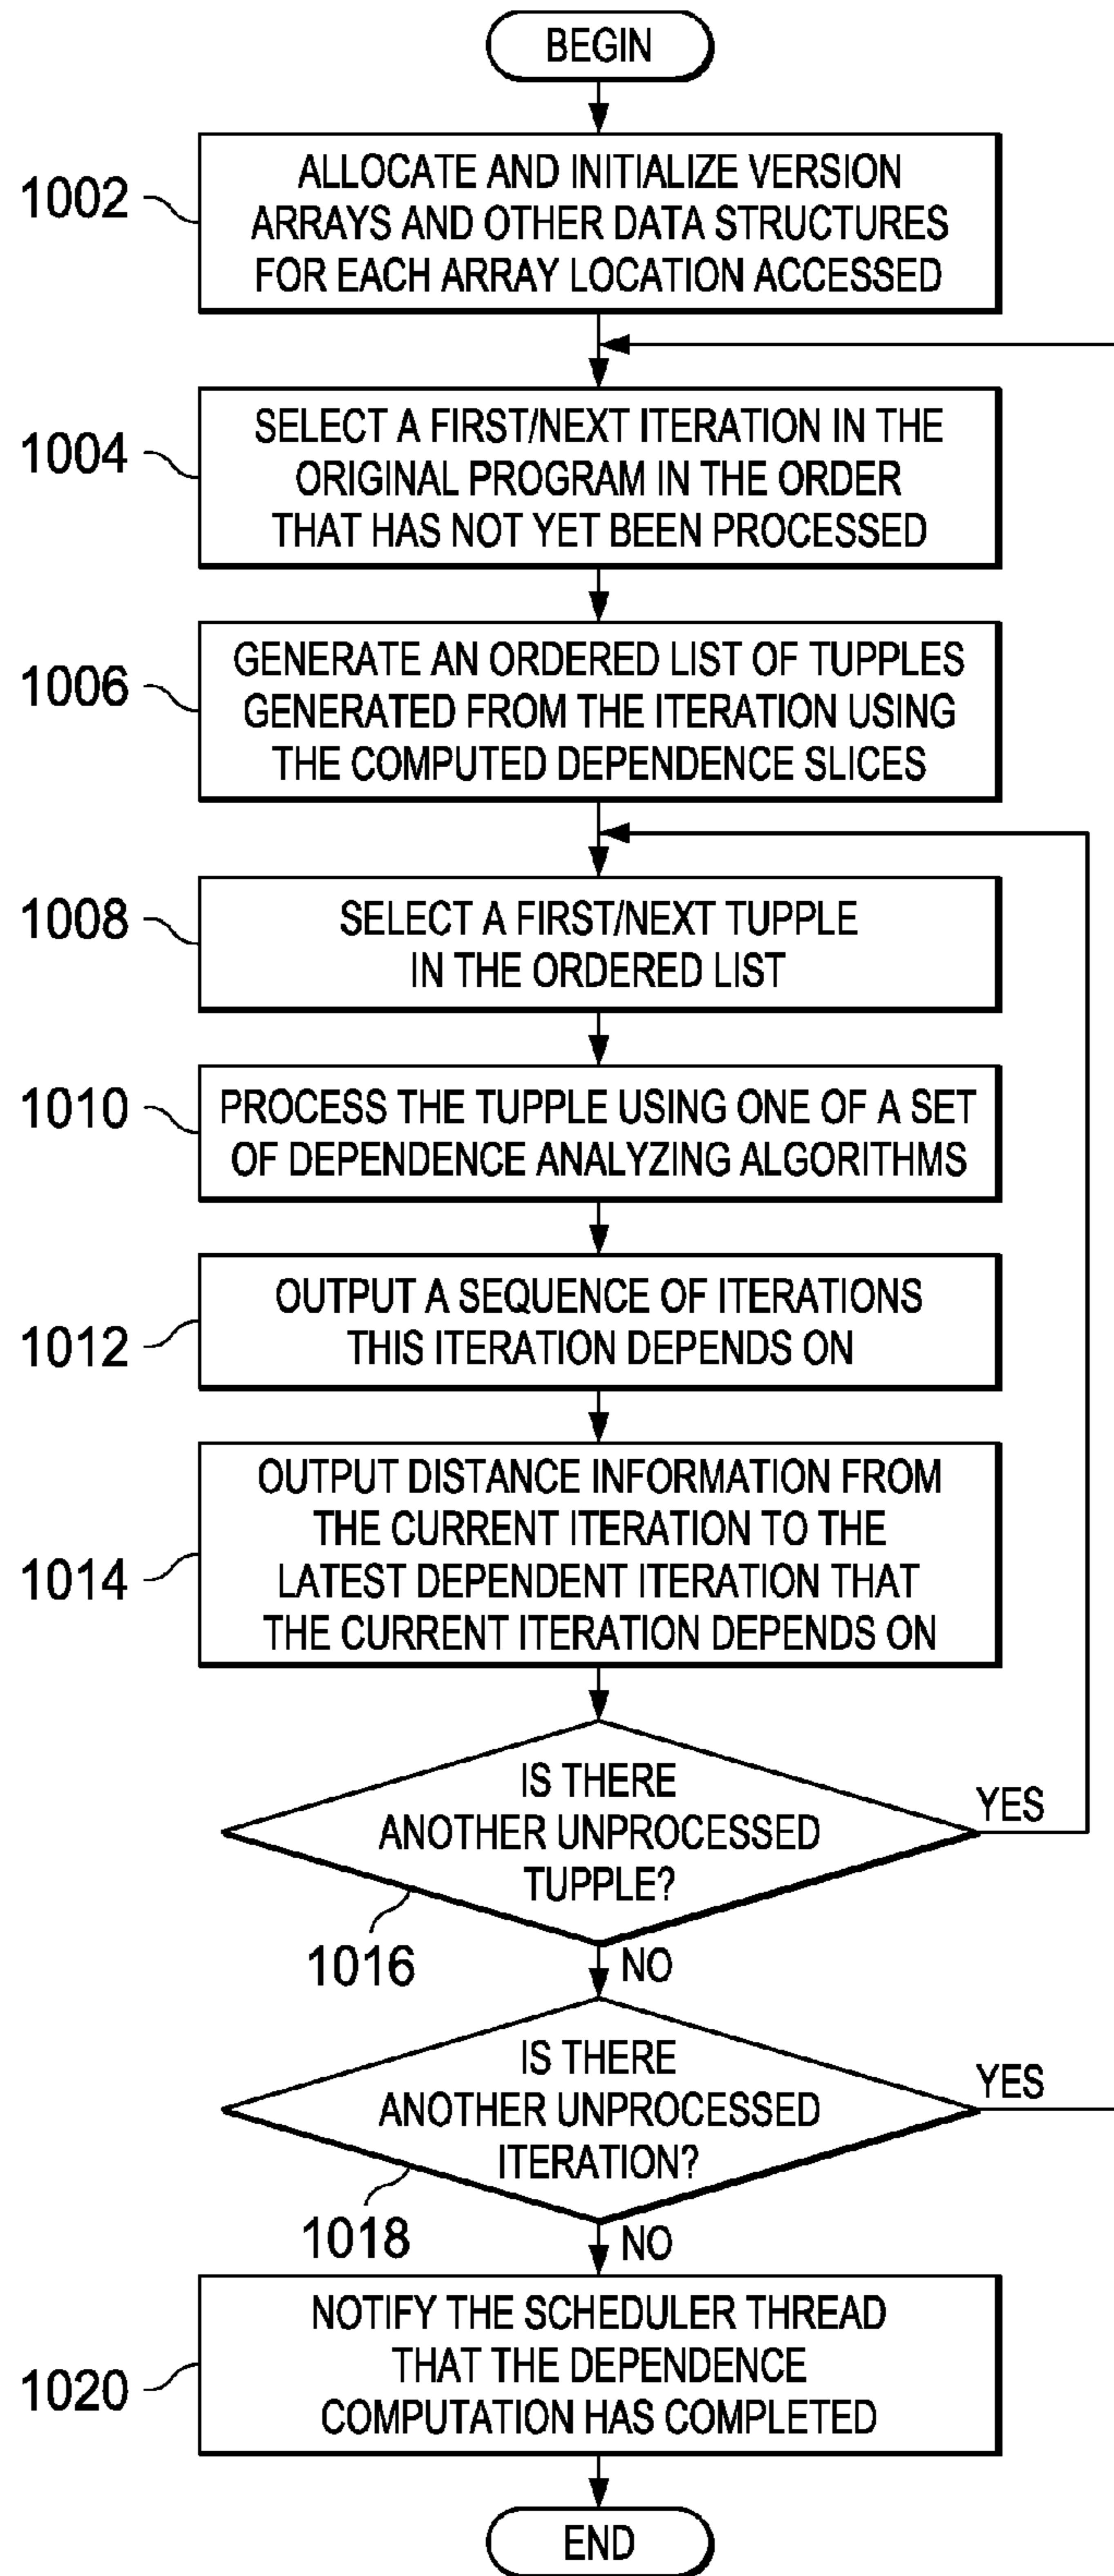 BEGIN
1002
ALLOCATE AND INITIALIZE VERSION
ARRAYS AND OTHER DATA STRUCTURES
FOR EACH ARRAY LOCATION ACCESSED
1004
SELECT A FIRST/NEXT ITERATION IN THE
ORIGINAL PROGRAM IN THE ORDER
THAT HAS NOT YET BEEN PROCESSED
1006
GENERATE AN ORDERED LIST OF TUPPLES
GENERATED FROM THE ITERATION USING
THE COMPUTED DEPENDENCE SLICES
1008
SELECT A FIRST/NEXT TUPPLE
IN THE ORDERED LIST
1010
PROCESS THE TUPPLE USING ONE OF A SET
OF DEPENDENCE ANALYZING ALGORITHMS
1012
OUTPUT A SEQUENCE OF ITERATIONS
THIS ITERATION DEPENDS ON
1014
OUTPUT DISTANCE INFORMATION FROM
THE CURRENT ITERATION TO THE
LATEST DEPENDENT ITERATION THAT
THE CURRENT ITERATION DEPENDS ON
IS THERE
ANOTHER UNPROCESSED
TUPPLE?
YES
1016
NO
IS THERE
ANOTHER UNPROCESSED
ITERATION?
YES
1018
NO
1020
NOTIFY THE SCHEDULER THREAD
THAT THE DEPENDENCE
COMPUTATION HAS COMPLETED
END